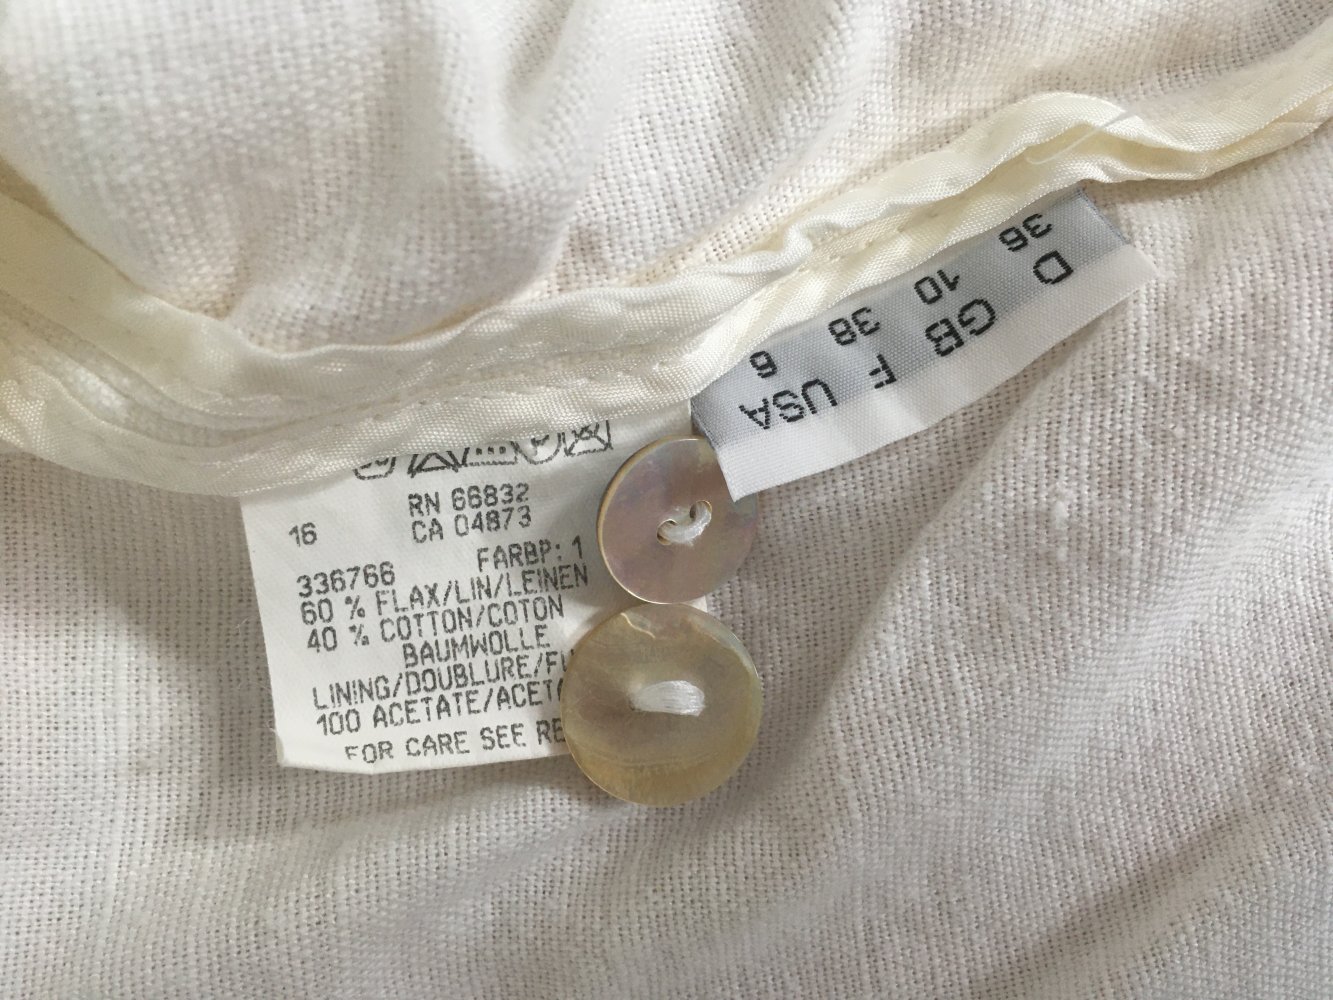 RN 66832
16 CA 04873
FARBP: 1
336766
60 % FLAX/LIN/LEINEN
40 % COTTON/COTON
BAUMWOLLE
LINING/DOUBLURE/
100 ACETATE/
FOR CARE SEE
D GB F USA
36 10 38 6